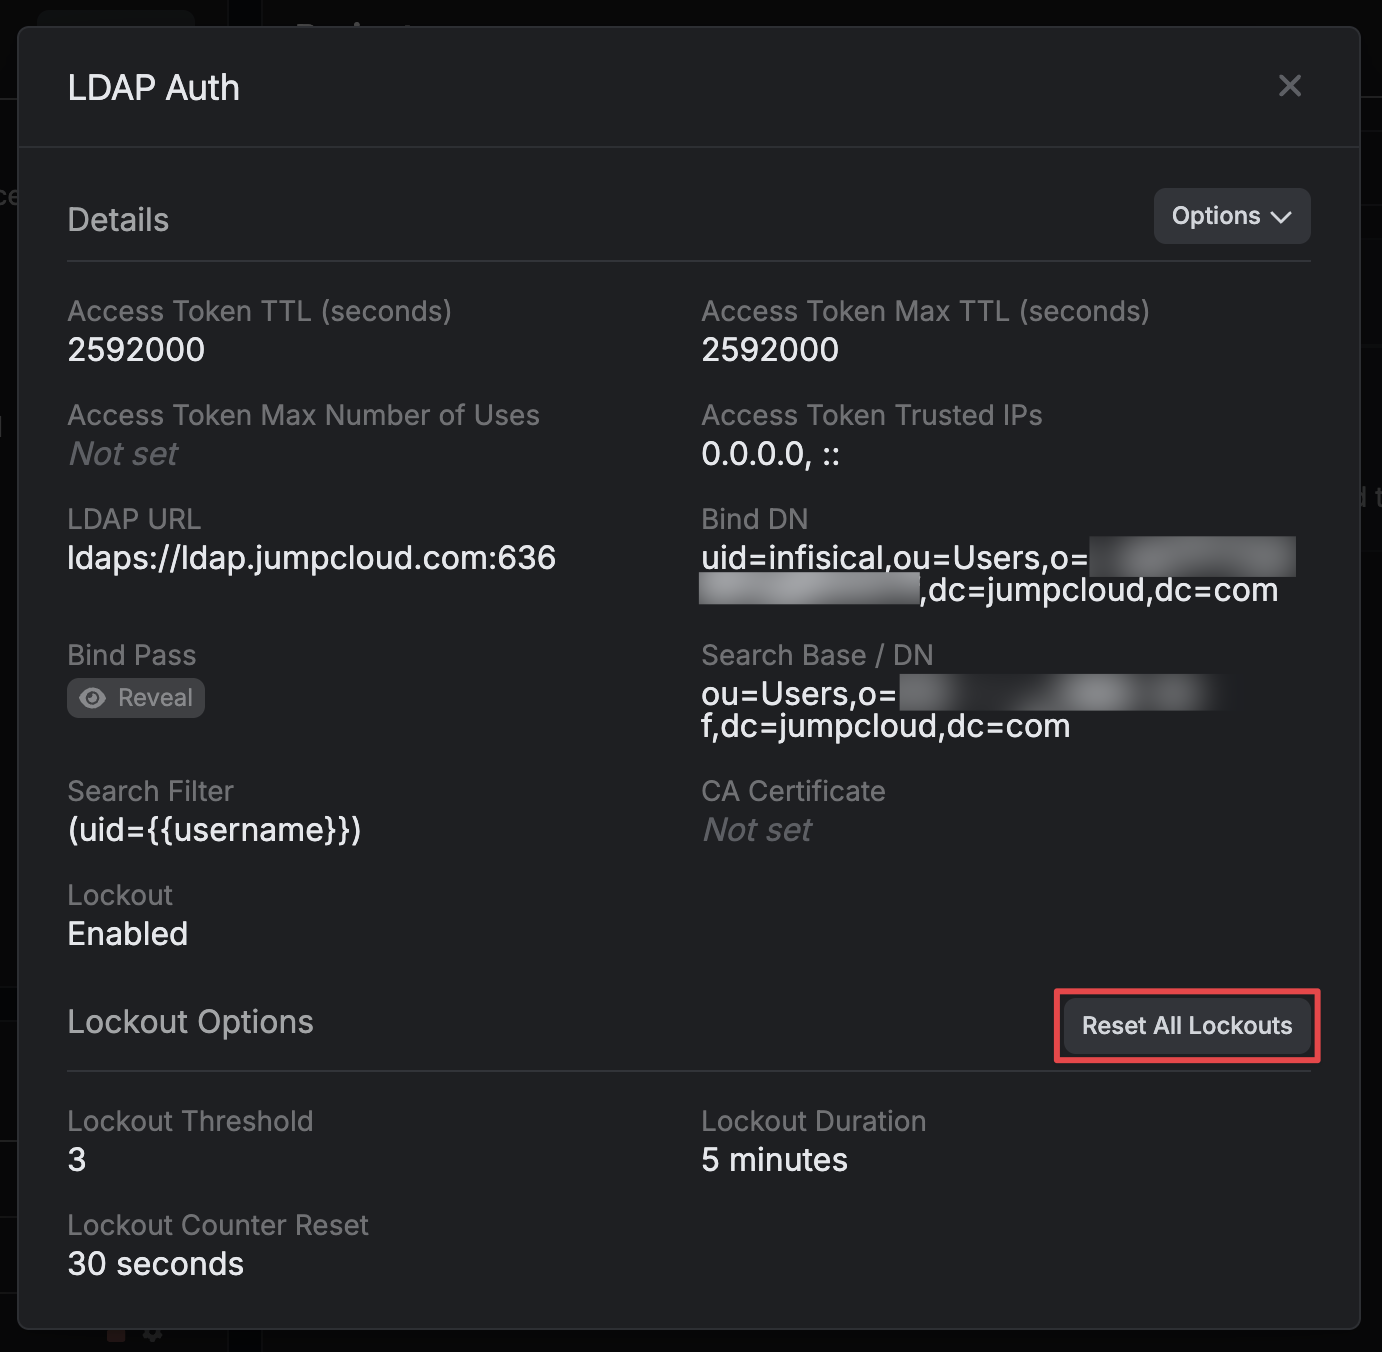 LDAP Auth
Details
Options
Access Token TTL (seconds)
2592000
Access Token Max TTL (seconds)
2592000
Access Token Max Number of Uses
Not set
Access Token Trusted IPs
0.0.0.0, ::
LDAP URL
ldaps://ldap.jumpcloud.com:636
Bind DN
uid=infisical,ou=Users,o=
,dc=jumpcloud,dc=com
Bind Pass
Reveal
Search Base / DN
ou=Users,o=
f,dc=jumpcloud,dc=com
Search Filter
(uid={{username}})
CA Certificate
Not set
Lockout
Enabled
Lockout Options
Reset All Lockouts
Lockout Threshold
3
Lockout Duration
5 minutes
Lockout Counter Reset
30 seconds